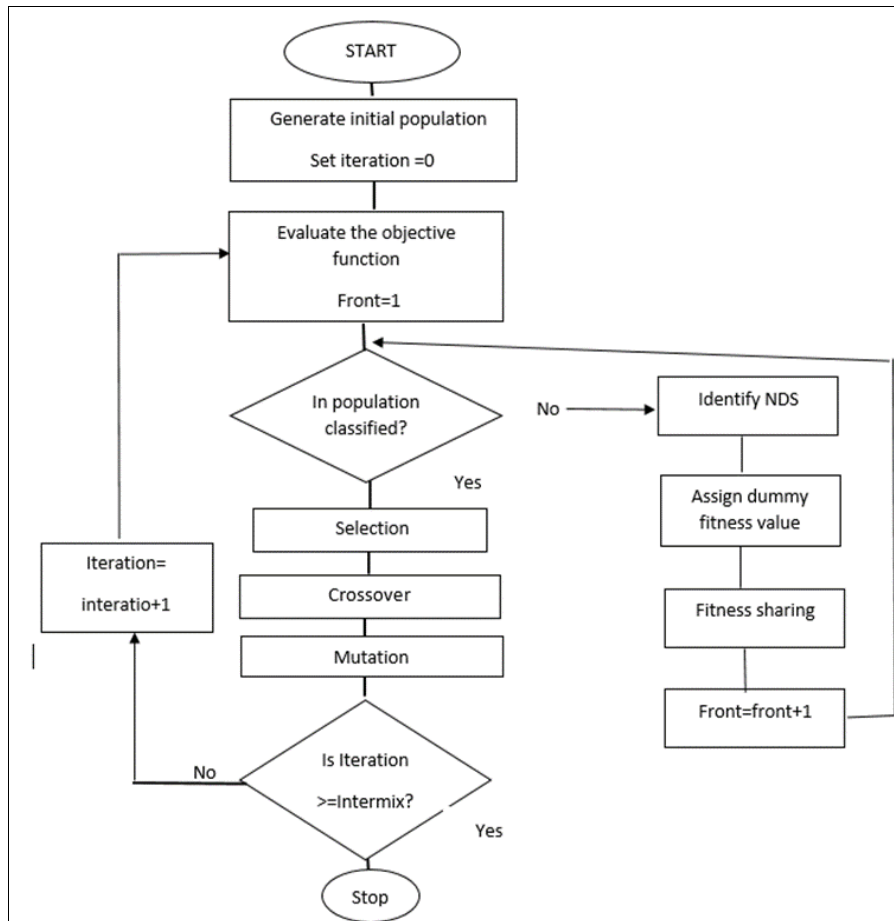 START
Generate initial population
Set iteration =0
Evaluate the objective
function
Front=1
In population
classified?
No
Identify NDS
Yes
Assign dummy
fitness value
Selection
Iteration=
interatio+1
Crossover
Fitness sharing
Mutation
Front=front+1
Is Iteration
>=Intermix?
No
Yes
Stop